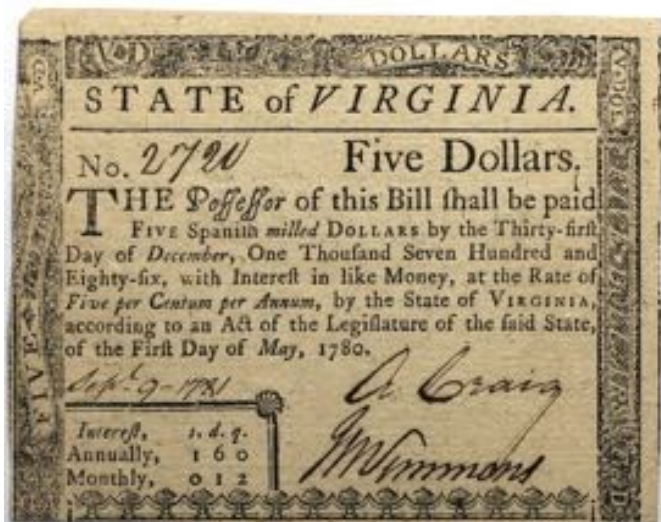 V•D DOLLARS
STATE of VIRGINIA.
No. 2720 Five Dollars.
THE Poſſeſſor of this Bill ſhall be paid
FIVE Spaniſh milled DOLLARS by the Thirty-firſt
Day of December, One Thouſand Seven Hundred and
Eighty-ſix, with Intereſt in like Money, at the Rate of
Five per Centum per Annum, by the State of VIRGINIA,
according to an Act of the Legiſlature of the ſaid State,
of the Firſt Day of May, 1780.
Sept. 9-1781
A Craig
Simmons
Intereſt, s. d. q.
Annually, 1 6 0
Monthly, 0 1 2
FIVE
V•D
V•DOLS.